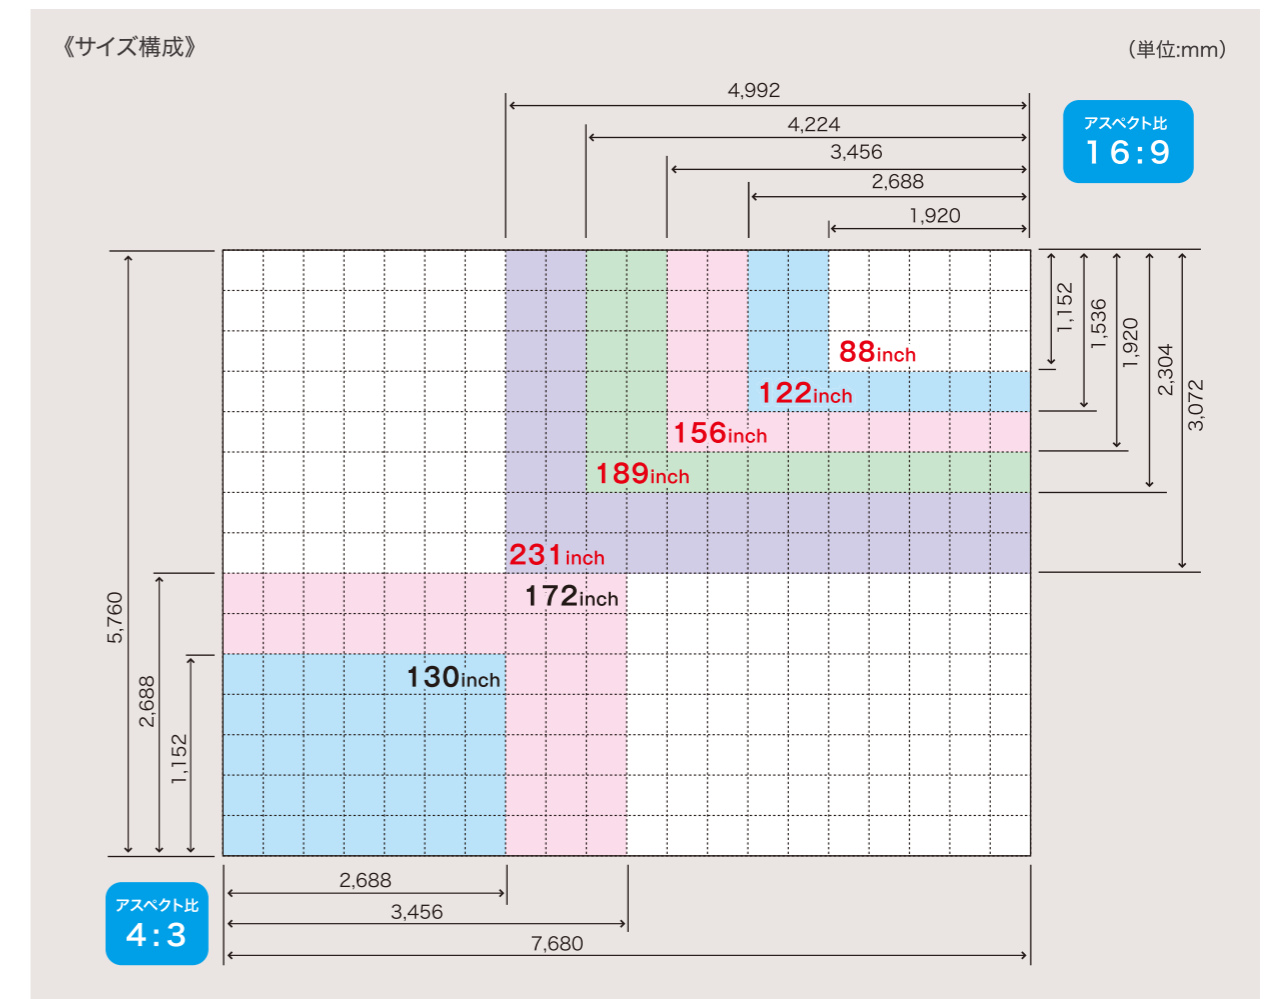 《サイズ構成》
（単位:mm）
4,992
4,224
3,456
2,688
1,920
アスペクト比
16:9
1,152
1,536
1,920
2,304
3,072
88inch
122inch
156inch
189inch
231inch
172inch
130inch
5,760
2,688
1,152
2,688
3,456
7,680
アスペクト比
4:3